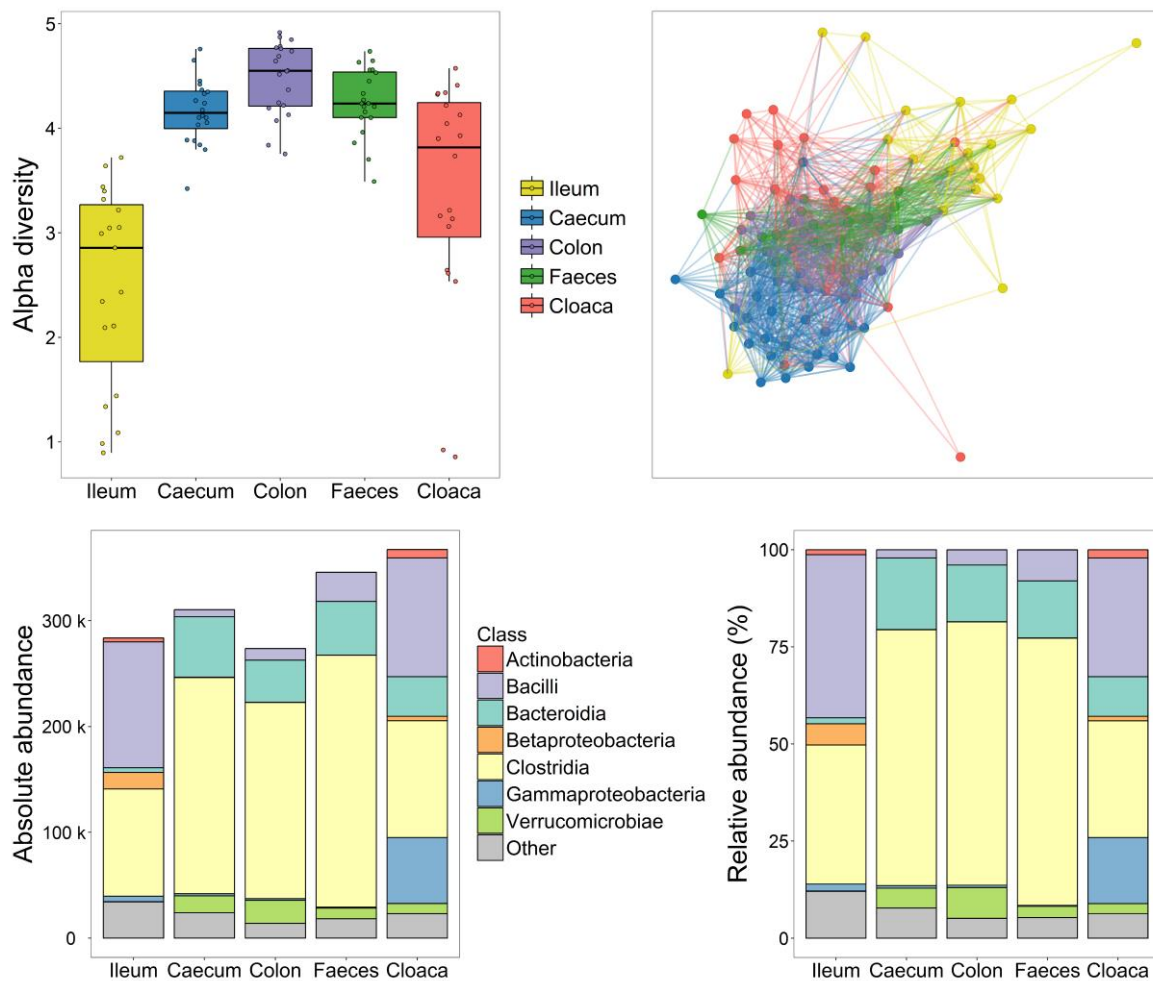 Alpha diversity
5
4
3
2
1
Ileum Caecum Colon Faeces Cloaca
Ileum
Caecum
Colon
Faeces
Cloaca
Absolute abundance
300 k
200 k
100 k
0
Ileum Caecum Colon Faeces Cloaca
Class
Actinobacteria
Bacilli
Bacteroidia
Betaproteobacteria
Clostridia
Gammaproteobacteria
Verrucomicrobiae
Other
Relative abundance (%)
100
75
50
25
0
Ileum Caecum Colon Faeces Cloaca